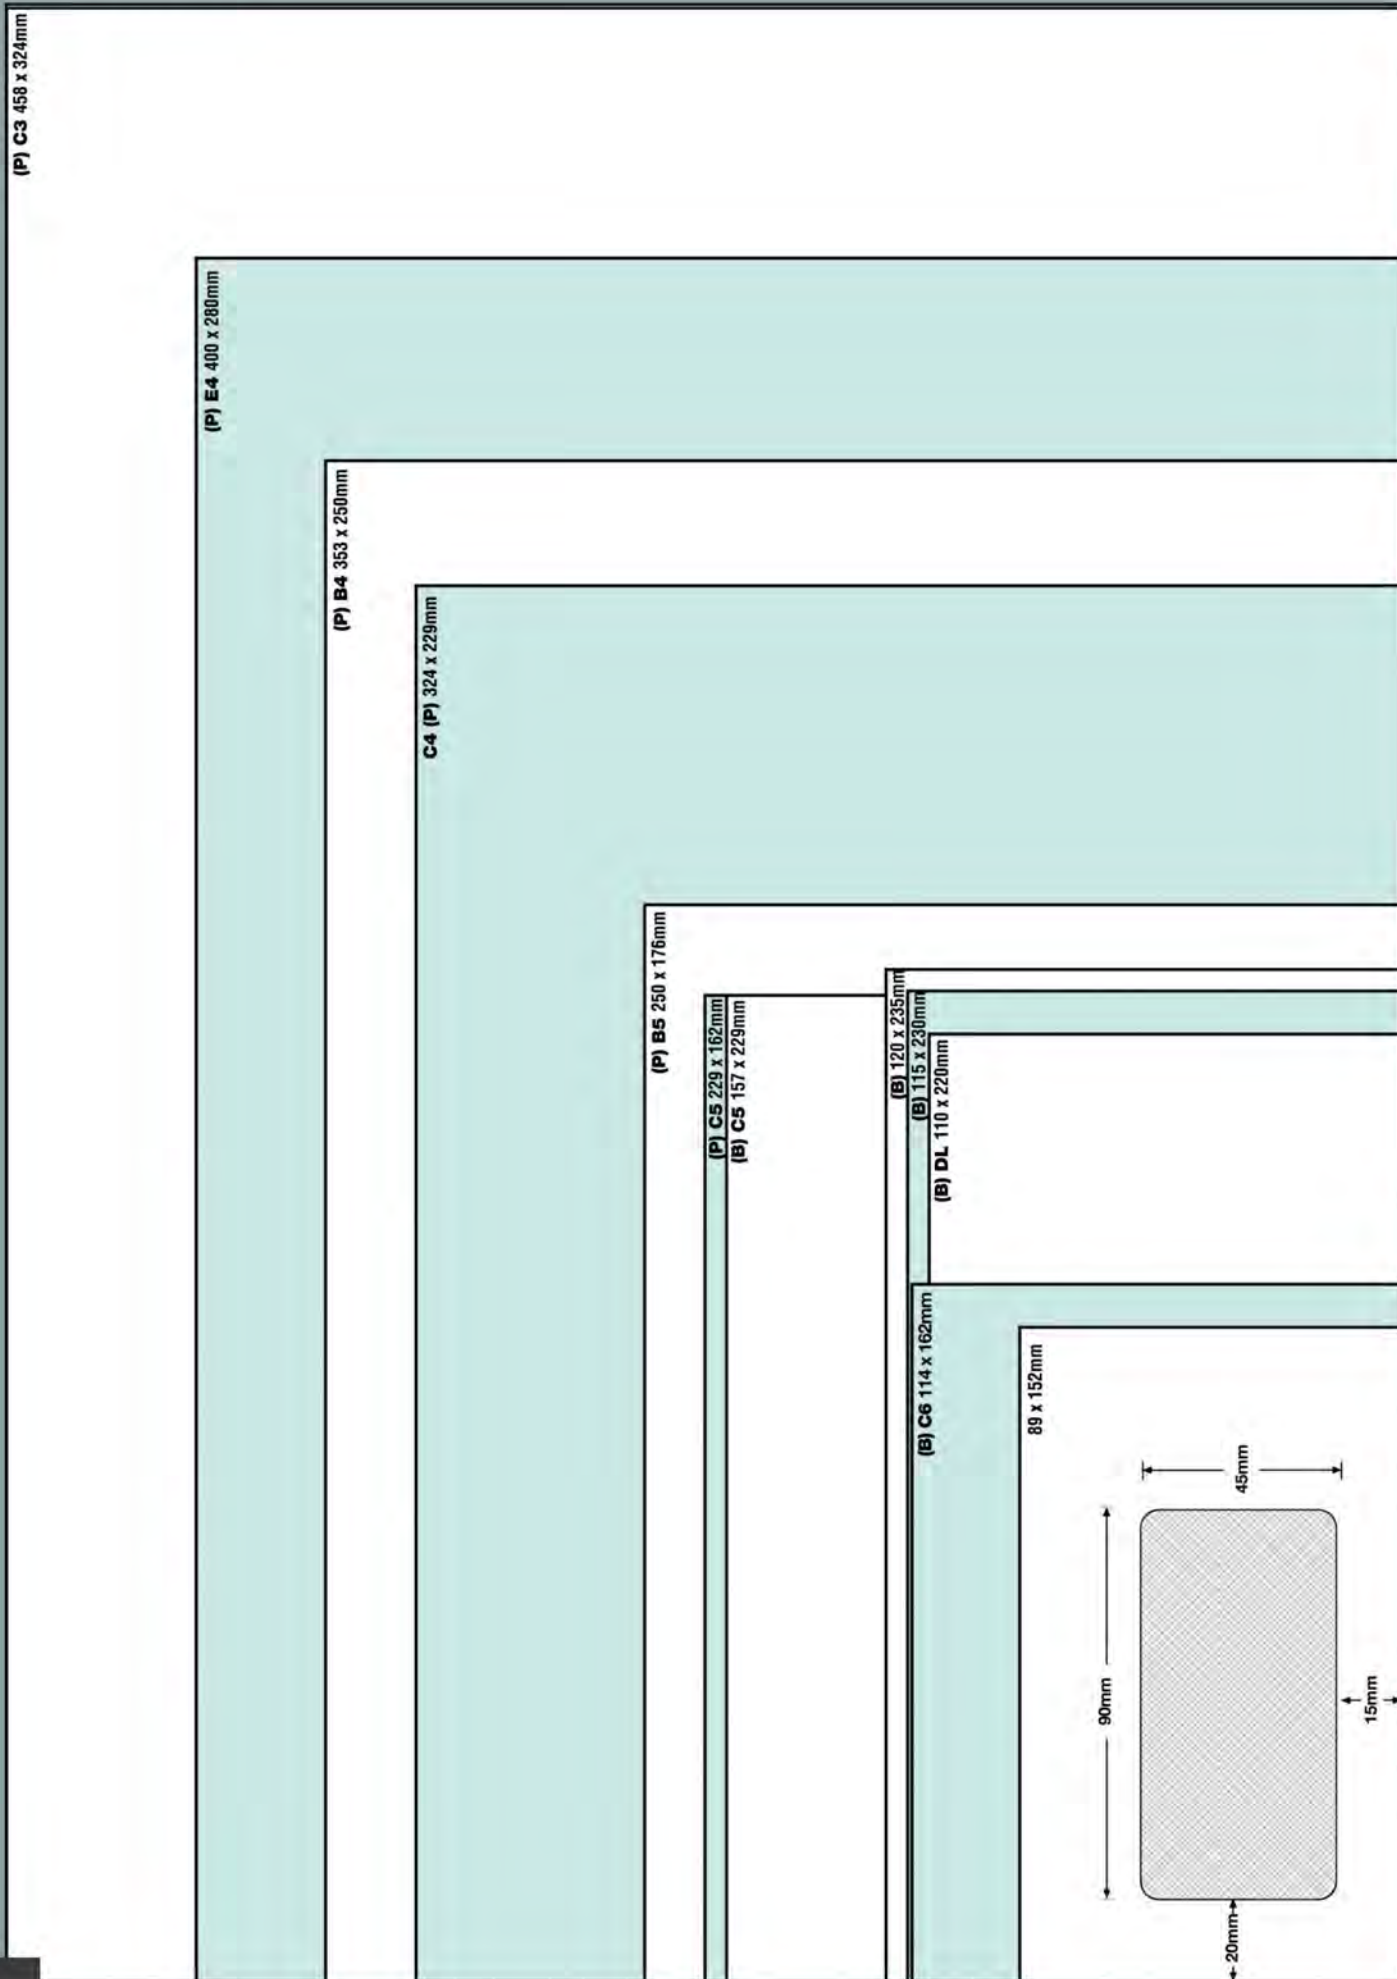 (P) C3 458 x 324mm
(P) E4 400 x 280mm
(P) B4 353 x 250mm
C4 (P) 324 x 229mm
(P) B5 250 x 176mm
(P) C5 229 x 162mm
(B) C5 157 x 229mm
(B) 120 x 235mm
(B) 115 x 230mm
(B) DL 110 x 220mm
(B) C6 114 x 162mm
89 x 152mm
90mm
45mm
20mm
15mm